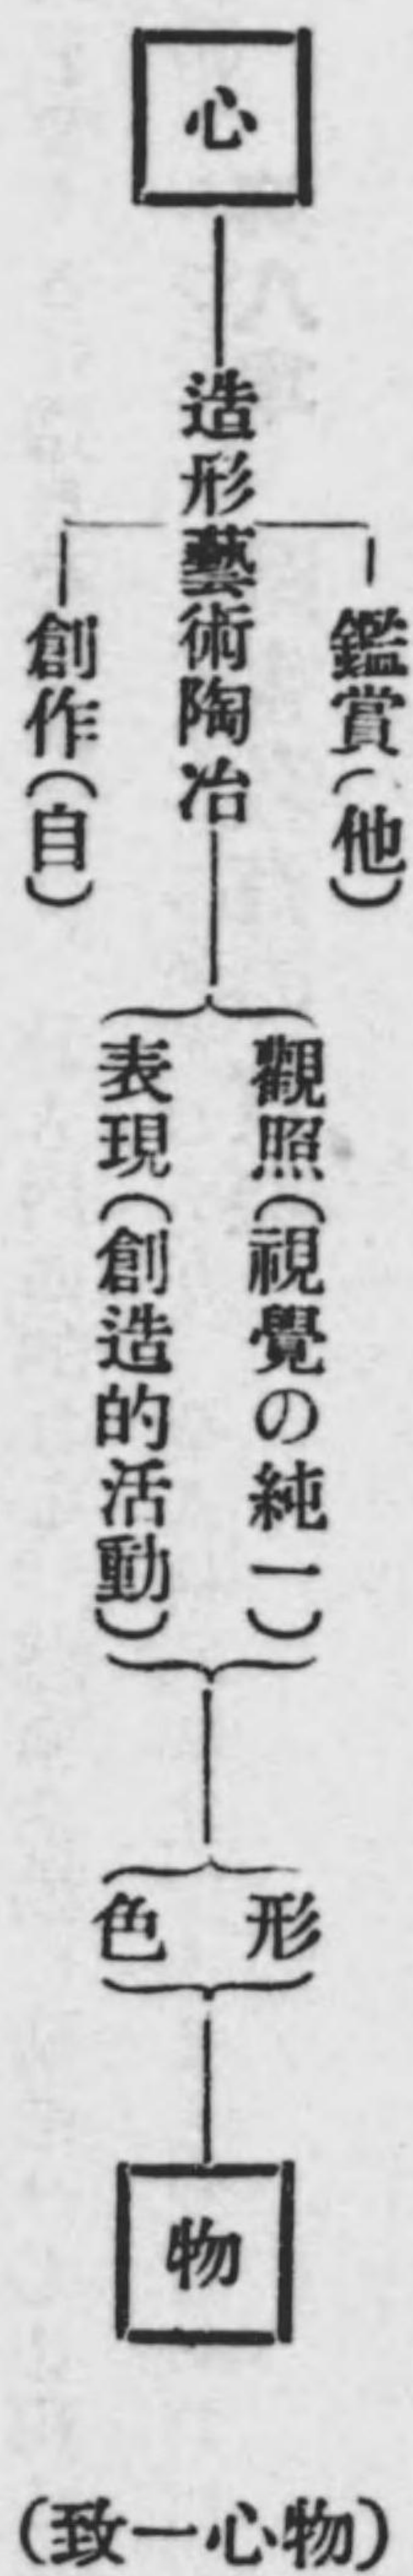 心
造形藝術陶冶
鑑賞(他)
創作(自)
觀照(視覺の純一)
表現(創造的活動)
形
色
物
(致一心物)